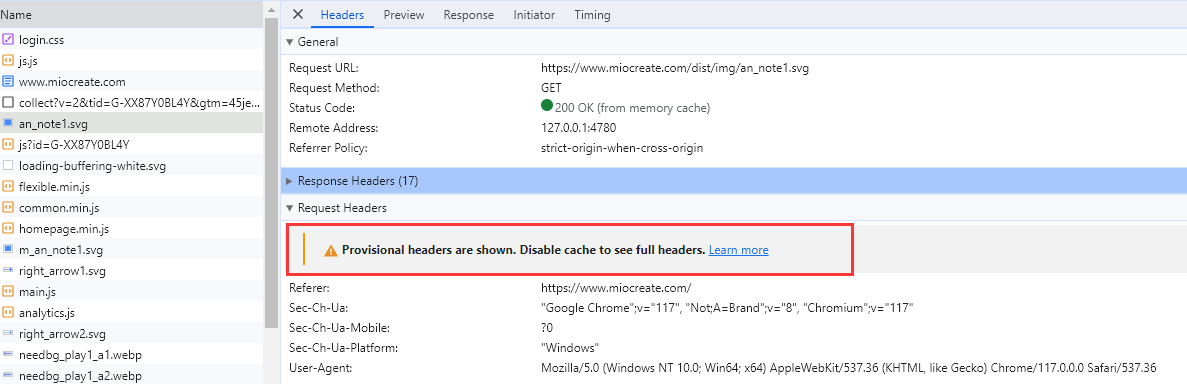 Name
Headers Preview Response Initiator Timing
login.css
js.js
www.miocreate.com
collect?v=2&tid=G-XX87Y0BL4Y&gtm=45je...
an_note1.svg
js?id=G-XX87Y0BL4Y
loading-buffering-white.svg
flexible.min.js
common.min.js
homepage.min.js
m_an_note1.svg
right_arrow1.svg
main.js
analytics.js
right_arrow2.svg
needbg_play1_a1.webp
needbg_play1_a2.webp
General
Request URL: https://www.miocreate.com/dist/img/an_note1.svg
Request Method: GET
Status Code: 200 OK (from memory cache)
Remote Address: 127.0.0.1:4780
Referrer Policy: strict-origin-when-cross-origin
Response Headers (17)
Request Headers
Provisional headers are shown. Disable cache to see full headers. Learn more
Referer: https://www.miocreate.com/
Sec-Ch-Ua: "Google Chrome";v="117", "Not;A=Brand";v="8", "Chromium";v="117"
Sec-Ch-Ua-Mobile: ?0
Sec-Ch-Ua-Platform: "Windows"
User-Agent: Mozilla/5.0 (Windows NT 10.0; Win64; x64) AppleWebKit/537.36 (KHTML, like Gecko) Chrome/117.0.0.0 Safari/537.36